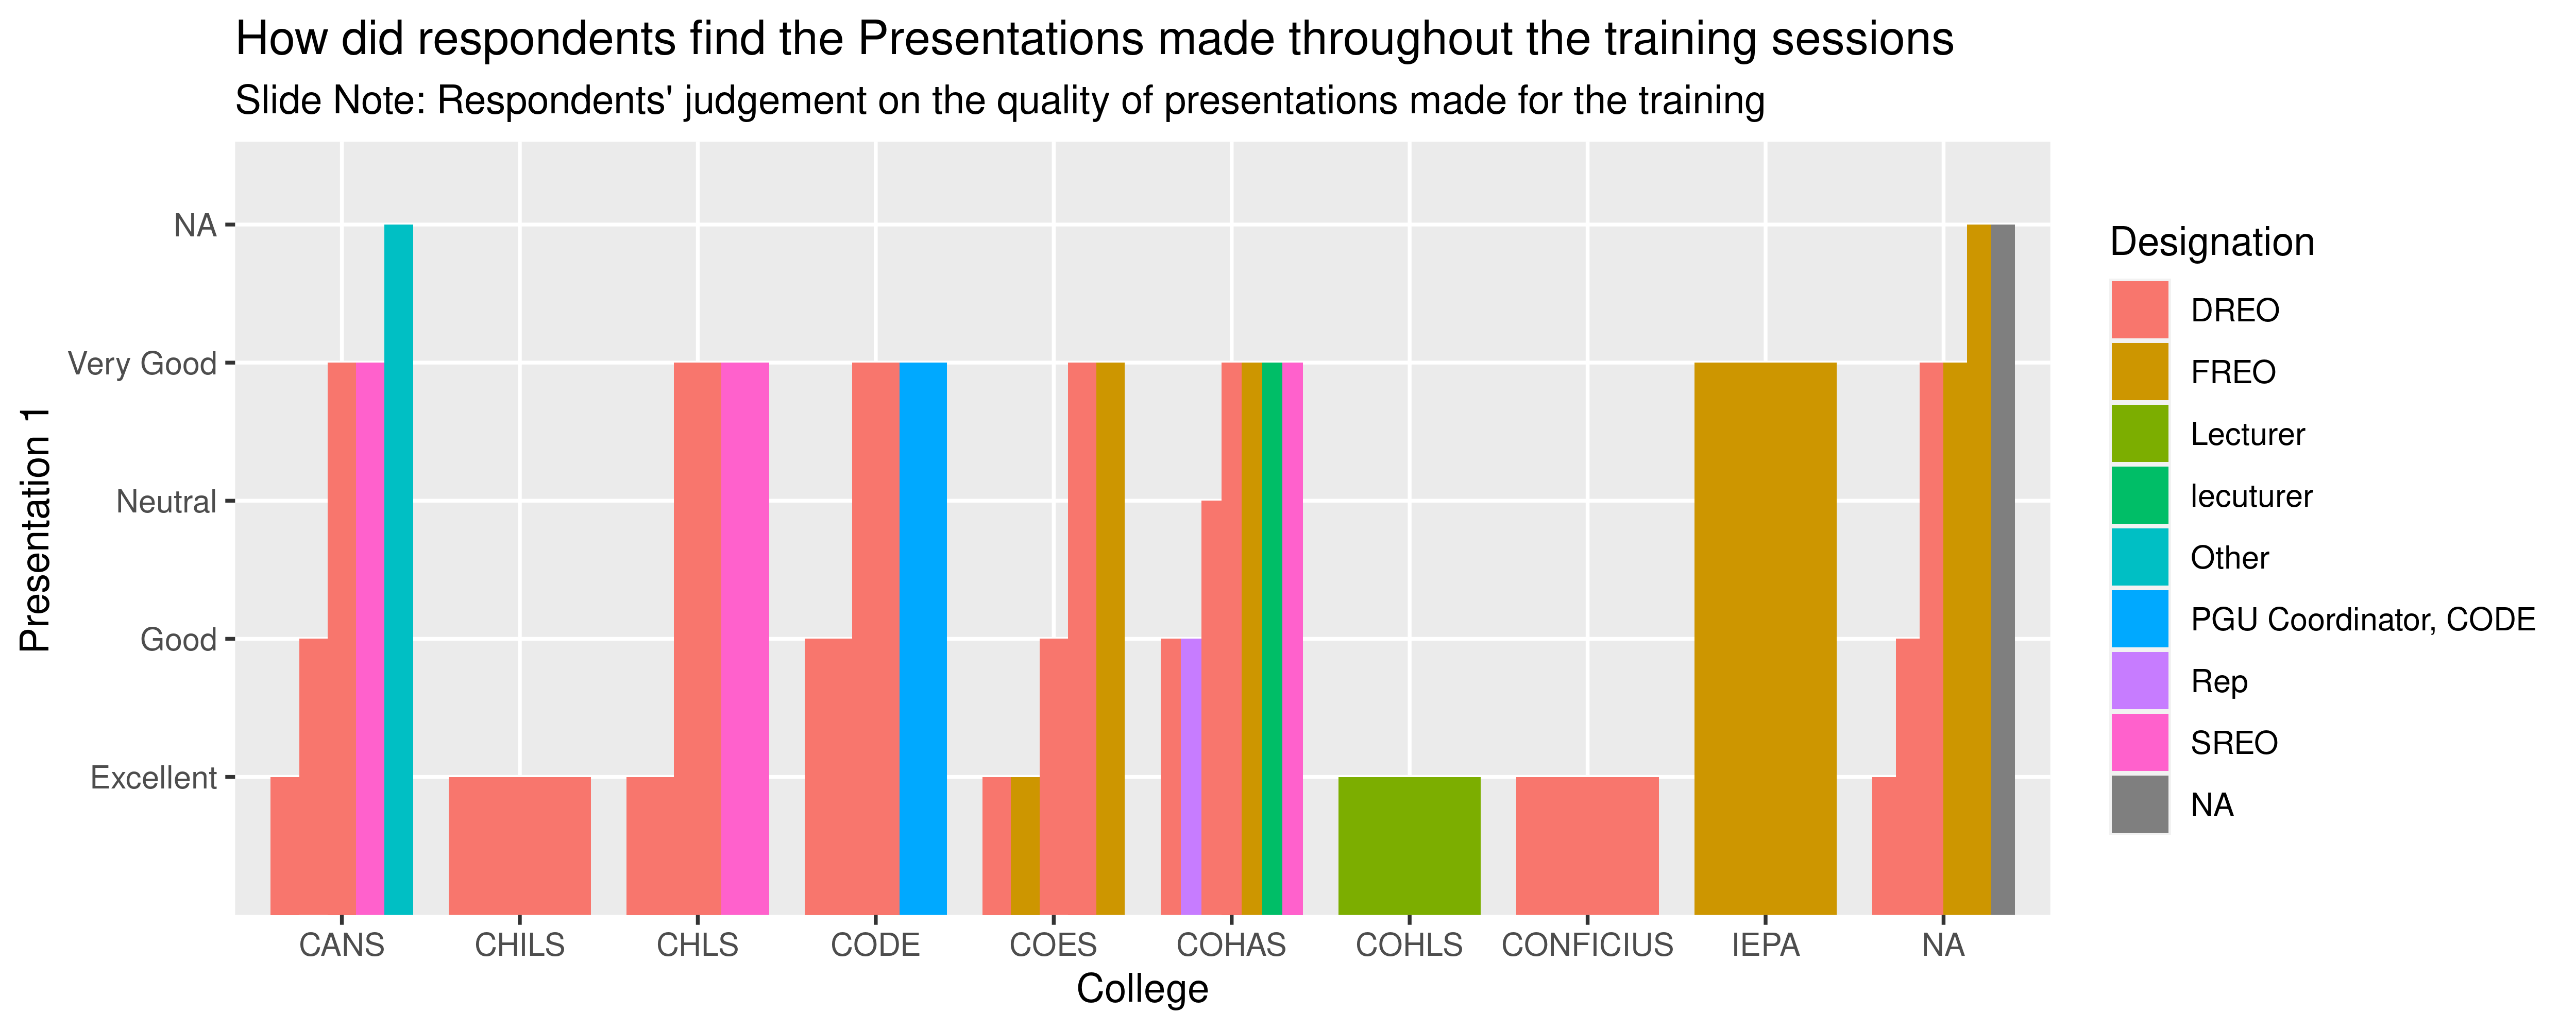 How did respondents find the Presentations made throughout the training sessions
Slide Note: Respondents' judgement on the quality of presentations made for the training
Presentation 1
NA
Very Good
Neutral
Good
Excellent
CANS CHILS CHLS CODE COES COHAS COHLS CONFICIUS IEPA NA
College
Designation
DREO
FREO
Lecturer
lecuturer
Other
PGU Coordinator, CODE
Rep
SREO
NA